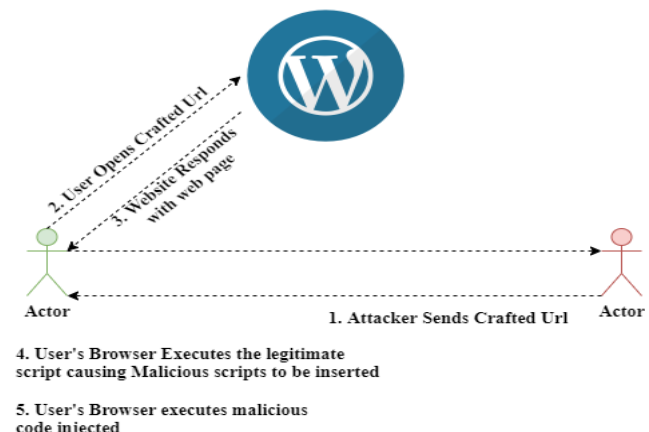 2. User Opens Crafted Url
3. Website Responds
with web page
Actor
1. Attacker Sends Crafted Url
Actor
4. User's Browser Executes the legitimate
script causing Malicious scripts to be inserted
5. User's Browser executes malicious
code injected